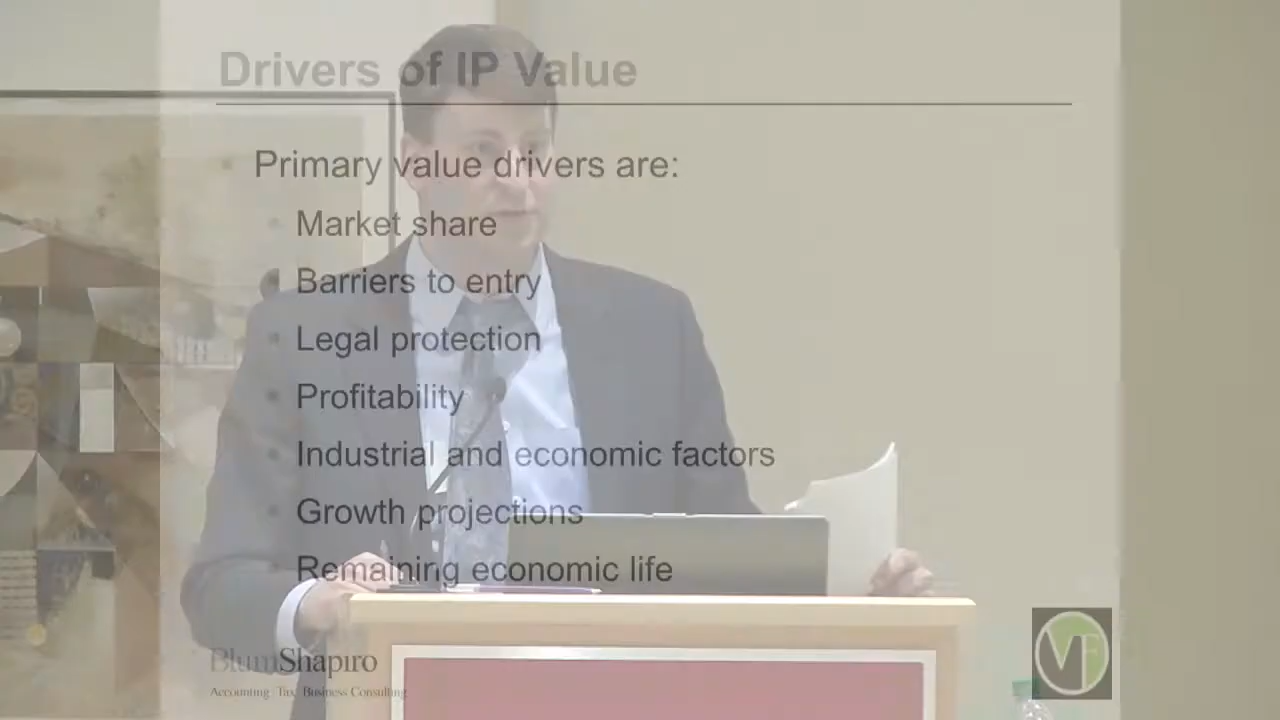 Drivers of IP Value
Primary value drivers are:
Market share
Barriers to entry
Legal protection
Profitability
Industrial and economic factors
Growth projections
Remaining economic life
BlumShapiro
Accounting Tax Business Consulting
VF